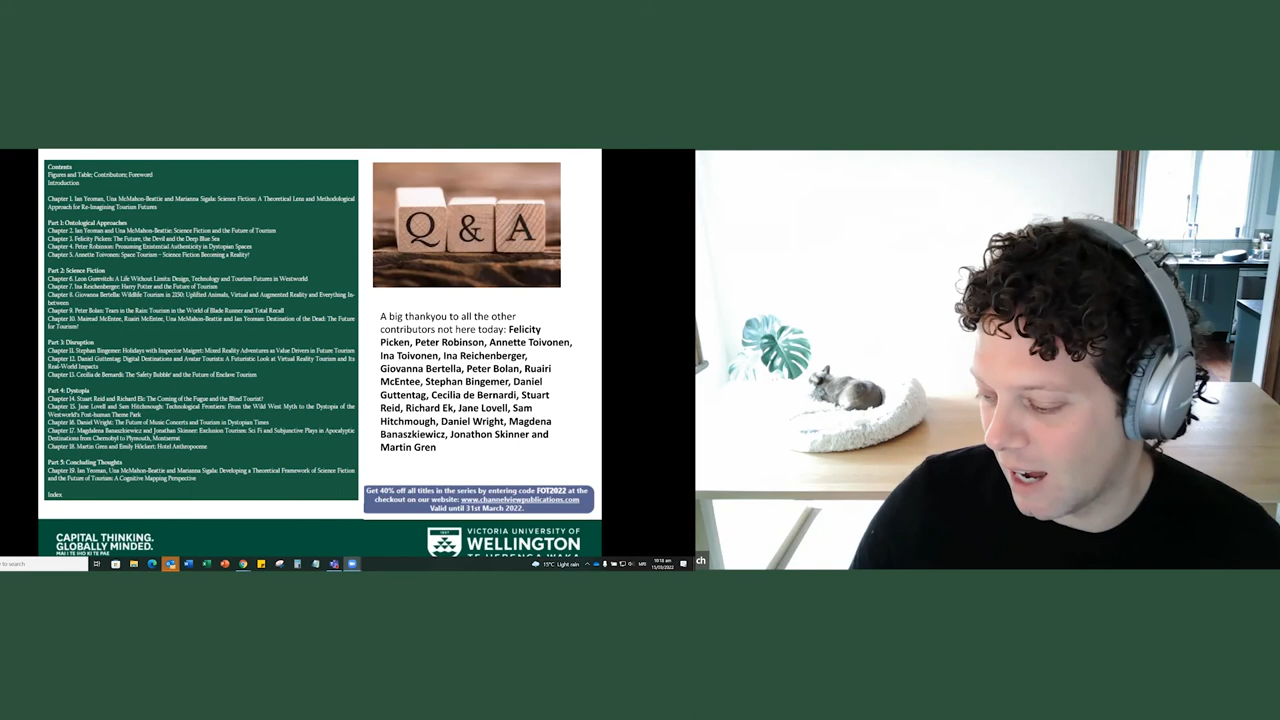 Contents
Figures and Table; Contributors; Foreword
Introduction
Chapter 1. Ian Yeoman, Una McMahon-Beattie and Marianna Sigala: Science Fiction: A Theoretical Lens and Methodological
Approach for Re-Imagining Tourism Futures
Part 1: Ontological Approaches
Chapter 2. Ian Yeoman and Una McMahon-Beattie: Science Fiction and the Future of Tourism
Chapter 3. Felicity Picken: The Future, the Devil and the Deep Blue Sea
Chapter 4. Peter Robinson: Presuming Existential Authenticity in Dystopian Spaces
Chapter 5. Annette Toivonen: Space Tourism – Science Fiction Becoming a Reality?
Part 2: Science Fiction
Chapter 6. Leon Gurevitch: A Life Without Limits: Design, Technology and Tourism Futures in Westworld
Chapter 7. Ina Reichenberger: Harry Potter and the Future of Tourism
Chapter 8. Giovanna Bertella: Wildlife Tourism in 2150: Uplifted Animals, Virtual and Augmented Reality and Everything In-
between
Chapter 9. Peter Bolan: Tears in the Rain: Tourism in the World of Blade Runner and Total Recall
Chapter 10. Mairead McEntee, Ruairi McEntee, Una McMahon-Beattie and Ian Yeoman: Destination of the Dead: The Future
for Tourism?
Part 3: Disruption
Chapter 11. Stephan Bingemer: Holidays with Inspector Maigret: Mixed Reality Adventures as Value Drivers in Future Tourism
Chapter 12. Daniel Guttentag: Digital Destinations and Avatar Tourists: A Futuristic Look at Virtual Reality Tourism and Its
Real-World Impacts
Chapter 13. Cecilia de Bernardi: The 'Safety Bubble' and the Future of Enclave Tourism
Part 4: Dystopia
Chapter 14. Stuart Reid and Richard Ek: The Coming of the Fugue and the Blind Tourist?
Chapter 15. Jane Lovell and Sam Hitchmough: Technological Frontiers: From the Wild West Myth to the Dystopia of the
Westworld's Post-human Theme Park
Chapter 16. Daniel Wright: The Future of Music Concerts and Tourism in Dystopian Times
Chapter 17. Magdalena Banaszkiewicz and Jonathan Skinner: Exclusion Tourism: Sci Fi and Subjunctive Plays in Apocalyptic
Destinations from Chernobyl to Plymouth, Montserrat
Chapter 18. Martin Gren and Emily Höckert: Hotel Anthropocene
Part 5: Concluding Thoughts
Chapter 19. Ian Yeoman, Una McMahon-Beattie and Marianna Sigala: Developing a Theoretical Framework of Science Fiction
and the Future of Tourism: A Cognitive Mapping Perspective
Index
Q & A
A big thankyou to all the other
contributors not here today: Felicity
Picken, Peter Robinson, Annette Toivonen,
Ina Toivonen, Ina Reichenberger,
Giovanna Bertella, Peter Bolan, Ruairi
McEntee, Stephan Bingemer, Daniel
Guttentag, Cecilia de Bernardi, Stuart
Reid, Richard Ek, Jane Lovell, Sam
Hitchmough, Daniel Wright, Magdena
Banaszkiewicz, Jonathon Skinner and
Martin Gren
Get 40% off all titles in the series by entering code FOT2022 at the
checkout on our website: www.channelviewpublications.com
Valid until 31st March 2022.
CAPITAL THINKING.
GLOBALLY MINDED.
MAI I TE IHO KI TE PAE
VICTORIA UNIVERSITY OF
WELLINGTON
TE HERENGA WAKA
to search
15°C Light rain
10:16 am
15/03/2022
ch